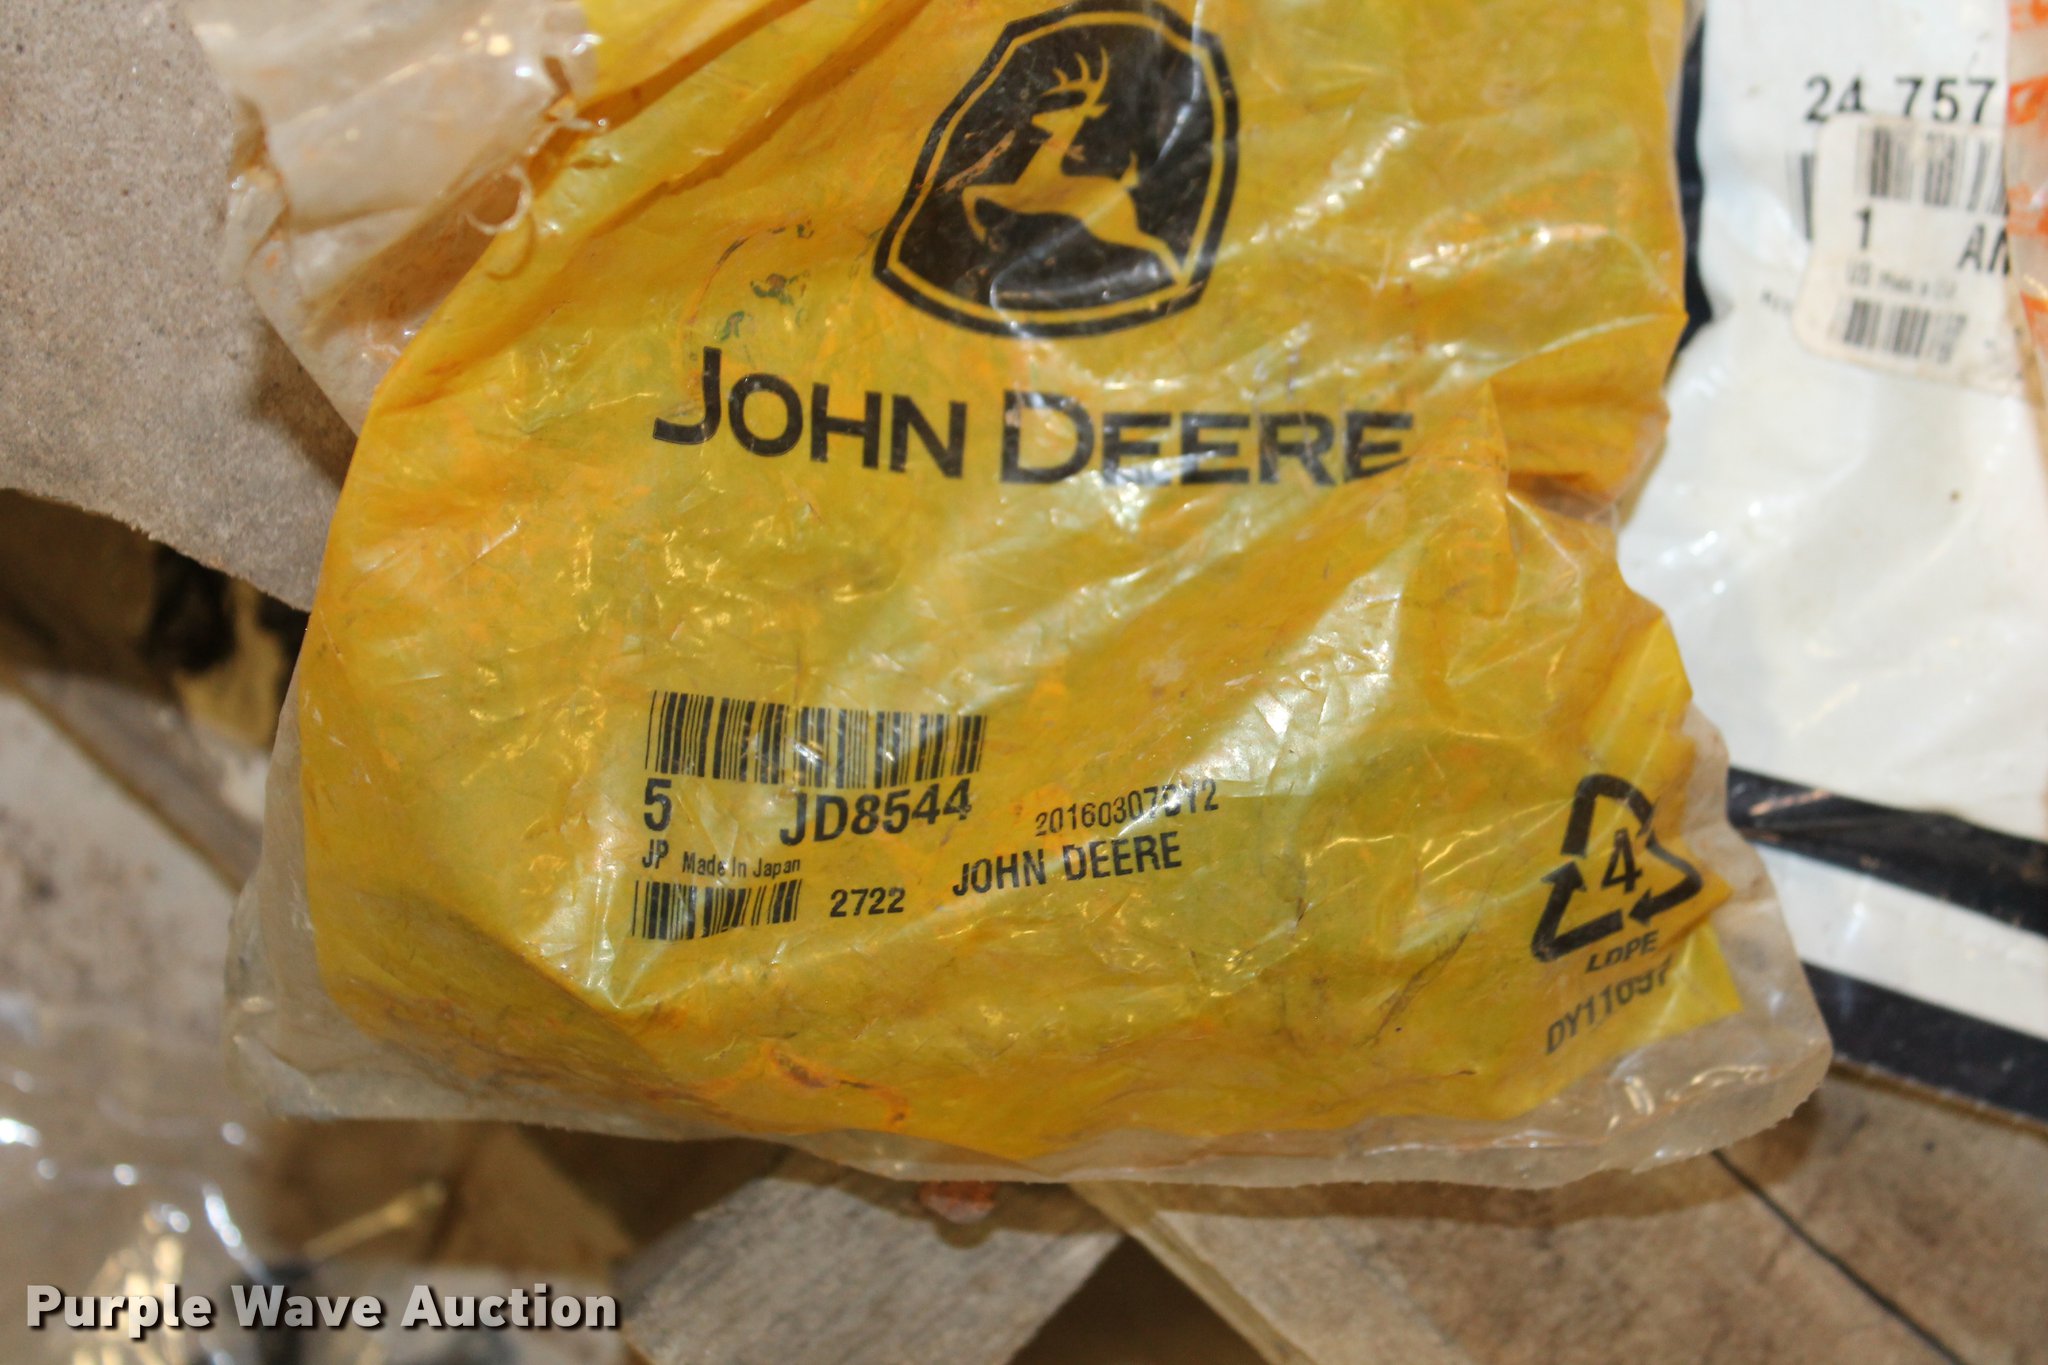 JOHN DEERE
5 JD8544
JP Made In Japan
2722 JOHN DEERE
4
LDPE
24 757
1 AN
Purple Wave Auction